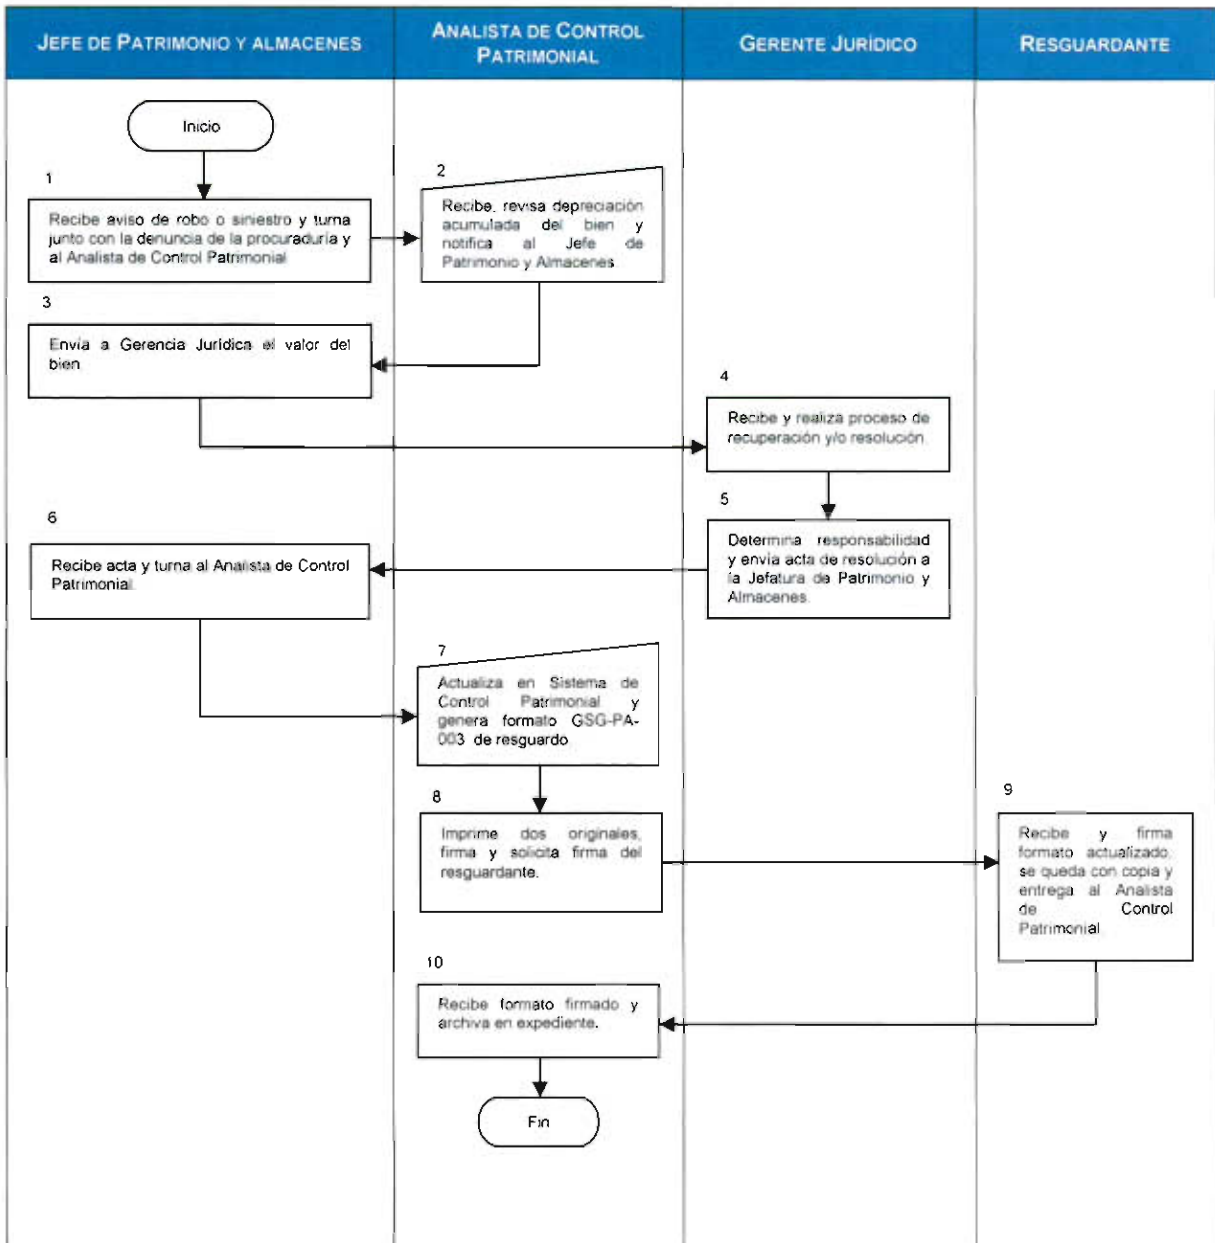 JEFE DE PATRIMONIO Y ALMACENES
ANALISTA DE CONTROL
PATRIMONIAL
GERENTE JURÍDICO
RESGUARDANTE
Inicio
1
Recibe aviso de robo o siniestro y turna
junto con la denuncia de la procuraduría y
al Analista de Control Patrimonial
2
Recibe, revisa depreciación
acumulada del bien y
notifica al Jefe de
Patrimonio y Almacenes
3
Envía a Gerencia Jurídica el valor del
bien
4
Recibe y realiza proceso de
recuperación y/o resolución.
5
Determina responsabilidad
y envía acta de resolución a
la Jefatura de Patrimonio y
Almacenes.
6
Recibe acta y turna al Analista de Control
Patrimonial.
7
Actualiza en Sistema de
Control Patrimonial y
genera formato GSG-PA-
003 de resguardo
8
Imprime dos originales,
firma y solicita firma del
resguardante.
9
Recibe y firma
formato actualizado,
se queda con copia y
entrega al Analista
de Control
Patrimonial
10
Recibe formato firmado y
archiva en expediente.
Fin